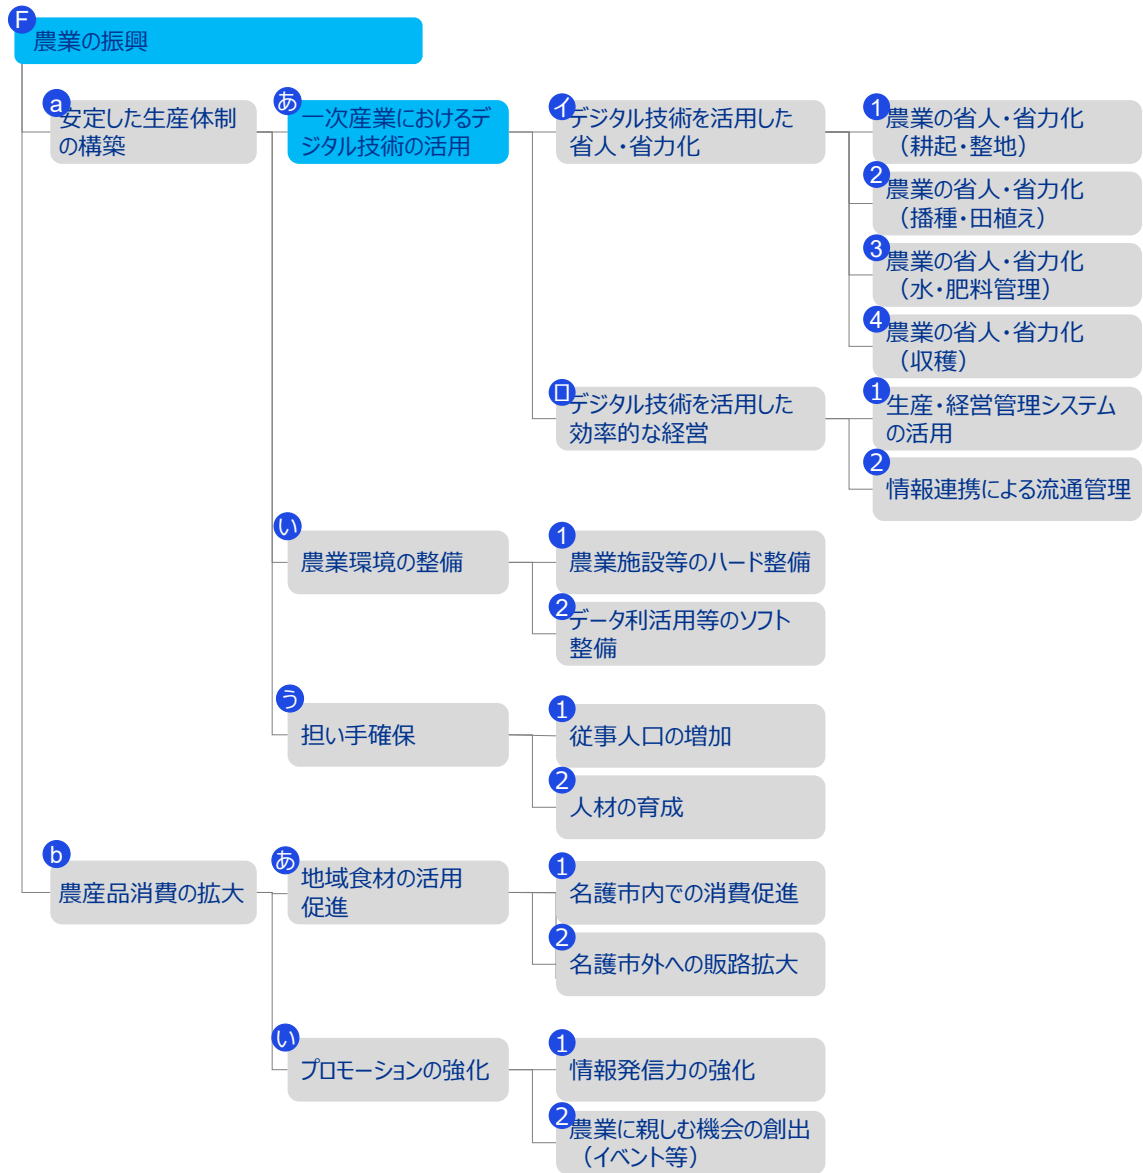 F
農業の振興
a
安定した生産体制
の構築
あ
一次産業におけるデ
ジタル技術の活用
イ
デジタル技術を活用した
省人・省力化
1
農業の省人・省力化
（耕起・整地）
2
農業の省人・省力化
（播種・田植え）
3
農業の省人・省力化
（水・肥料管理）
4
農業の省人・省力化
（収穫）
ロ
デジタル技術を活用した
効率的な経営
1
生産・経営管理システム
の活用
2
情報連携による流通管理
い
農業環境の整備
1
農業施設等のハード整備
2
データ利活用等のソフト
整備
う
担い手確保
1
従事人口の増加
2
人材の育成
b
農産品消費の拡大
あ
地域食材の活用
促進
1
名護市内での消費促進
2
名護市外への販路拡大
い
プロモーションの強化
1
情報発信力の強化
2
農業に親しむ機会の創出
（イベント等）